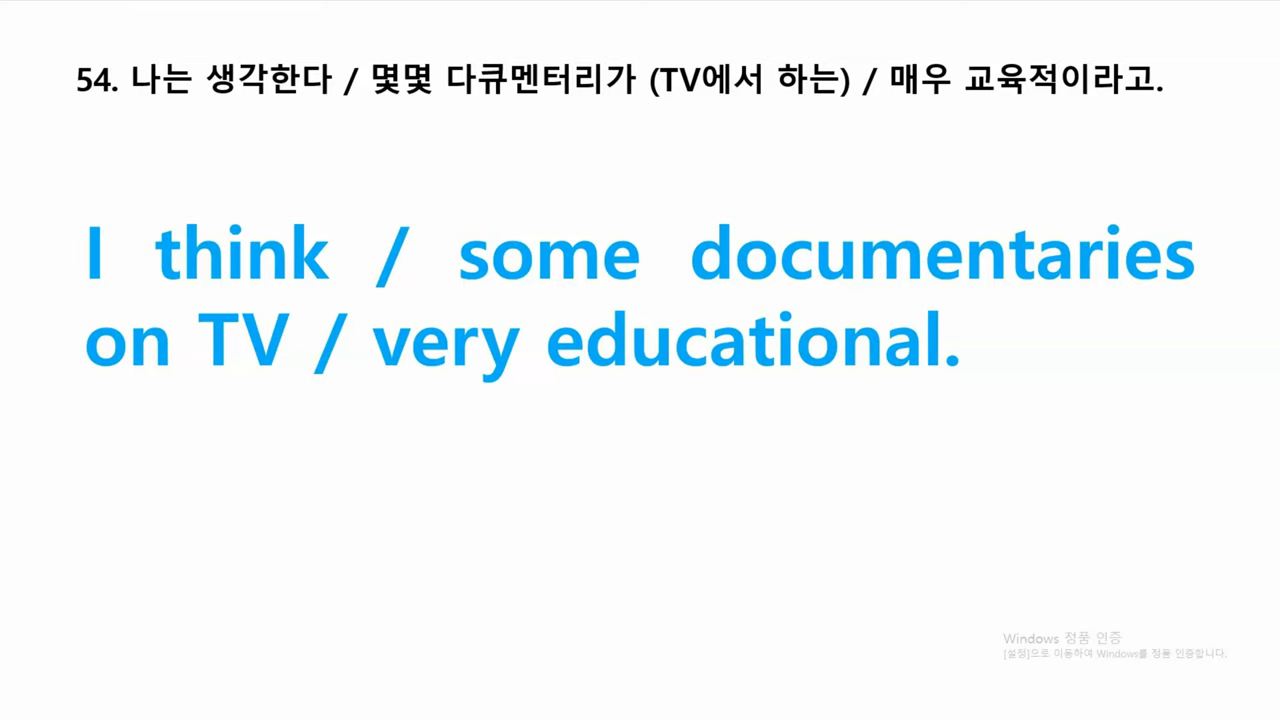 54. 나는 생각한다 / 몇몇 다큐멘터리가 (TV에서 하는) / 매우 교육적이라고.
I think / some documentaries
on TV / very educational.
Windows 정품 인증
[설정]으로 이동하여 Windows를 정품 인증합니다.